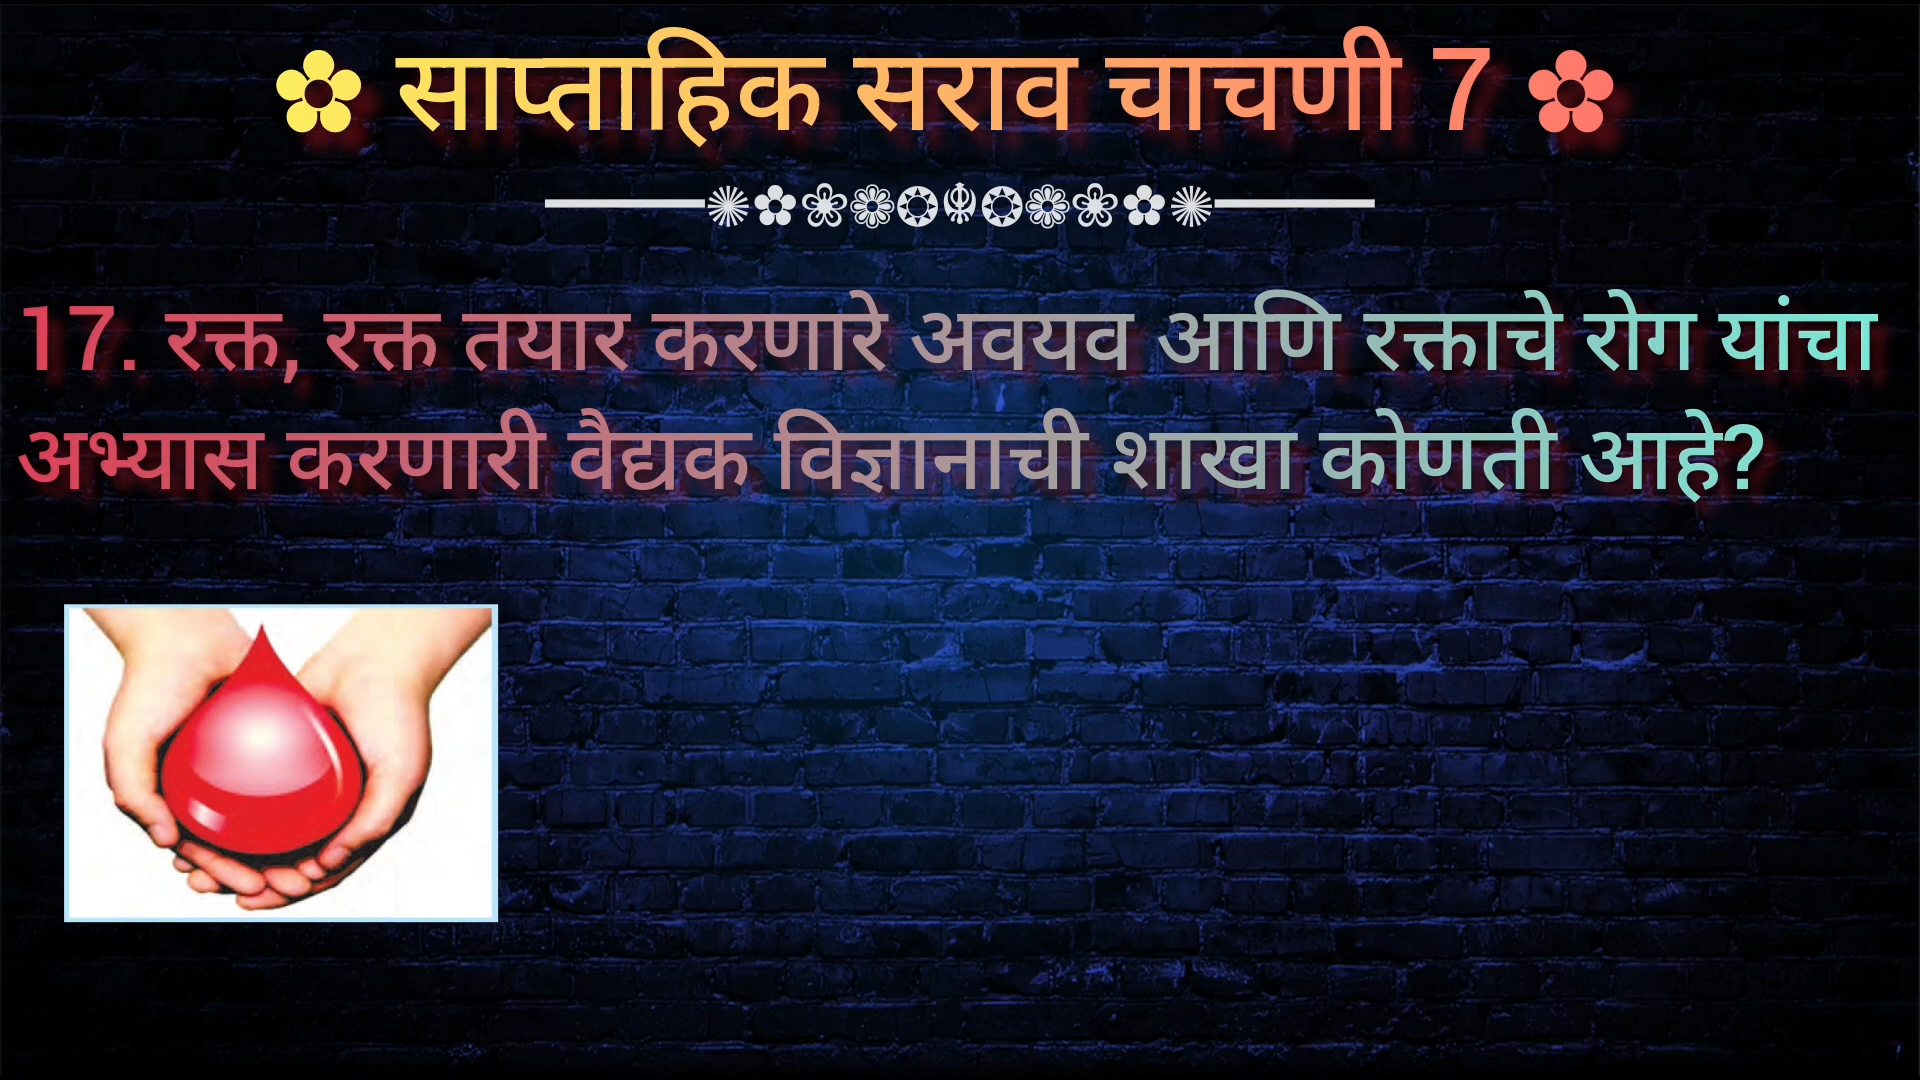 ✿ साप्ताहिक सराव चाचणी 7 ✿
17. रक्त, रक्त तयार करणारे अवयव आणि रक्ताचे रोग यांचा
अभ्यास करणारी वैद्यक विज्ञानाची शाखा कोणती आहे?